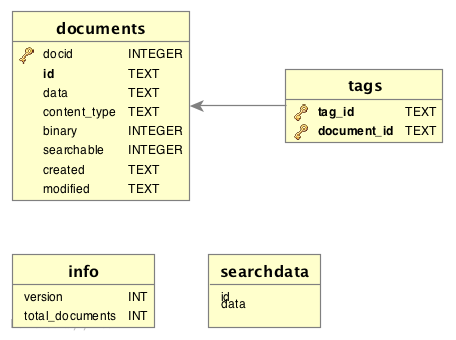 documents
docid INTEGER
id TEXT
data TEXT
content_type TEXT
binary INTEGER
searchable INTEGER
created TEXT
modified TEXT
tags
tag_id TEXT
document_id TEXT
info
version INT
total_documents INT
searchdata
id
data